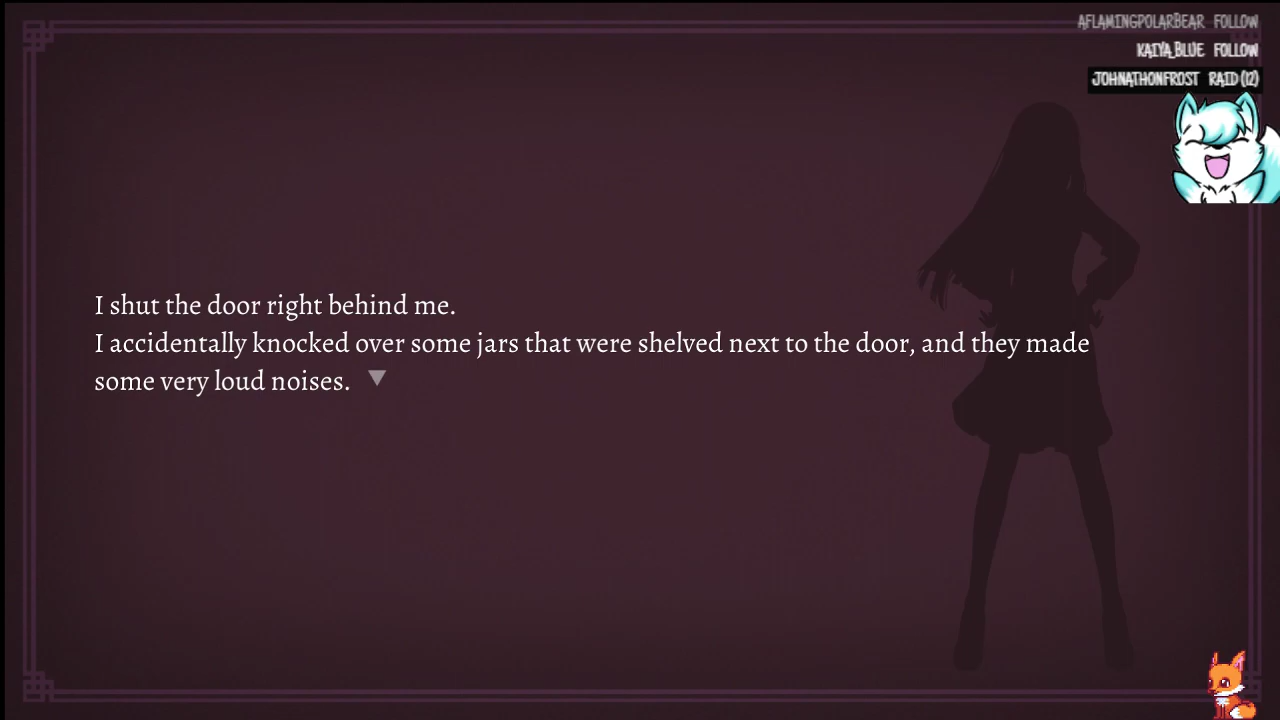 AFLAMINGPOLARBEAR FOLLOW
KAIYA_BLUE FOLLOW
JOHNATHONFROST RAID (12)
I shut the door right behind me.
I accidentally knocked over some jars that were shelved next to the door, and they made
some very loud noises.